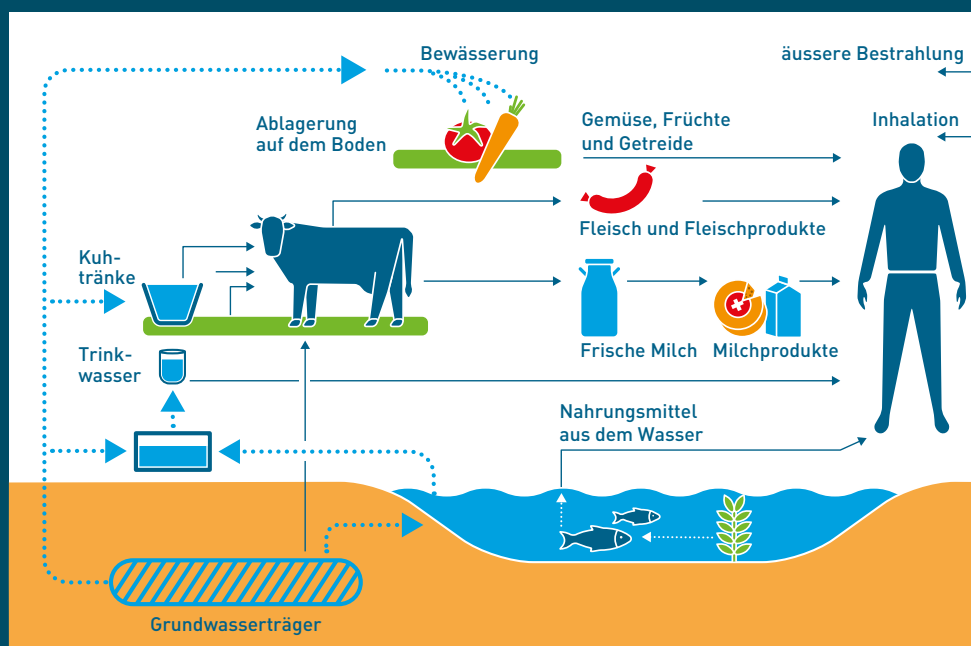 Bewässerung
äussere Bestrahlung
Ablagerung
auf dem Boden
Gemüse, Früchte
und Getreide
Inhalation
Fleisch und Fleischprodukte
Kuh-
tränke
Frische Milch
Milchprodukte
Trink-
wasser
Nahrungsmittel
aus dem Wasser
Grundwasserträger